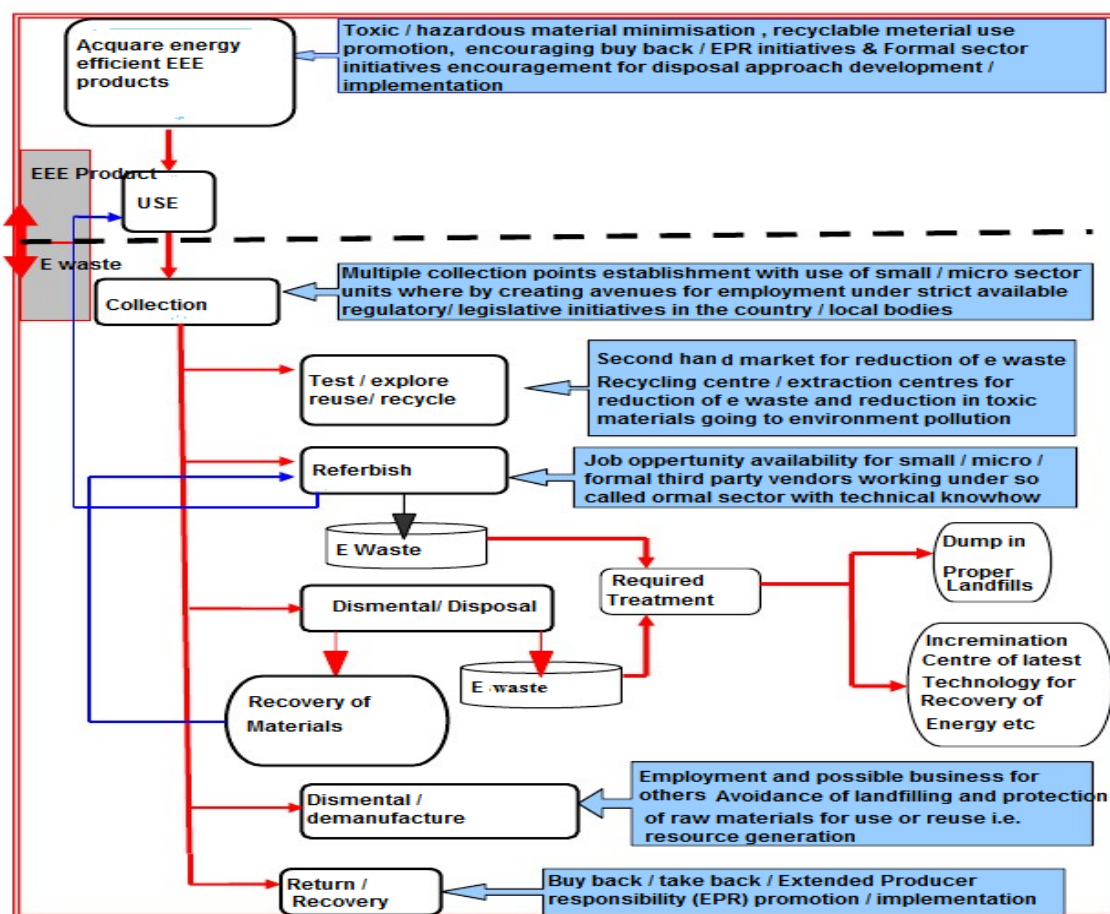 Acquare energy
efficient EEE
products
Toxic / hazardous material minimisation , recyclable meterial use
promotion, encouraging buy back / EPR initiatives & Formal sector
initiatives encouragement for disposal approach development /
implementation
EEE Product
USE
E waste
Collection
Multiple collection points establishment with use of small / micro sector
units where by creating avenues for employment under strict available
regulatory/ legislative initiatives in the country / local bodies
Test / explore
reuse/ recycle
Second hand market for reduction of e waste
Recycling centre / extraction centres for
reduction of e waste and reduction in toxic
materials going to environment pollution
Referbish
Job opportunity availability for small / micro /
formal third party vendors working under so
called ormal sector with technical knowhow
E Waste
Required
Treatment
Dump in
Proper
Landfills
Dismental/ Disposal
E waste
Incremination
Centre of latest
Technology for
Recovery of
Energy etc
Recovery of
Materials
Dismental /
demanufacture
Employment and possible business for
others Avoidance of landfilling and protection
of raw materials for use or reuse i.e.
resource generation
Return /
Recovery
Buy back / take back / Extended Producer
responsibility (EPR) promotion / implementation